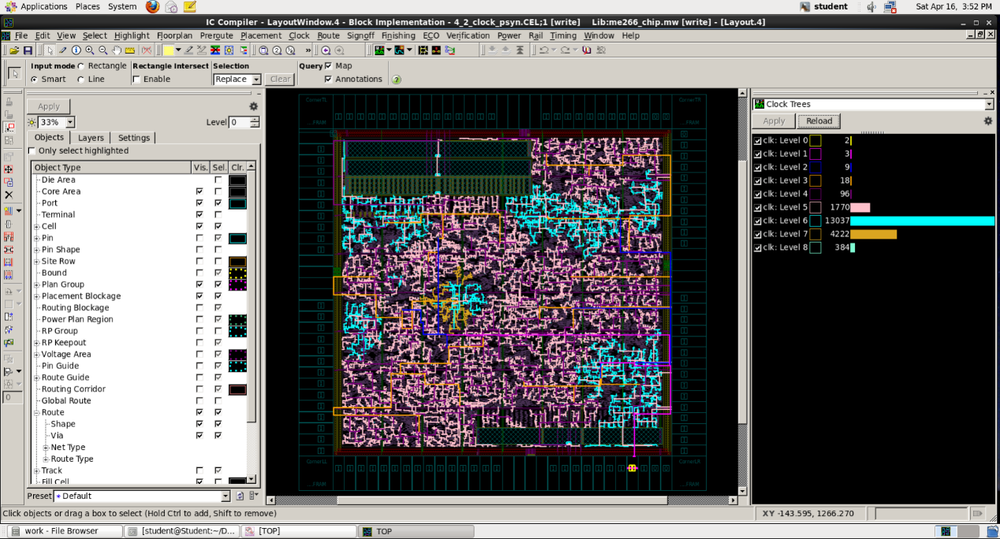 Applications Places System student Sat Apr 16, 3:52 PM
IC Compiler - LayoutWindow.4 - Block Implementation - 4_2_clock_psyn.CEL;1 [write] Lib:me266_chip.mw [write] - [Layout.4]
File Edit View Select Highlight Floorplan Preroute Placement Clock Route Signoff Finishing ECO Verification Power Rail Timing Window Help
Input mode Rectangle Rectangle Intersect Selection Query Map
Smart Line Enable Replace Clear Annotations
Apply
33% Level 0
Objects Layers Settings
Only select highlighted
Object Type Vis. Sel. Clr.
Die Area
Core Area
Port
Terminal
Cell
Pin
Pin Shape
Site Row
Bound
Plan Group
Placement Blockage
Routing Blockage
Power Plan Region
RP Group
RP Keepout
Voltage Area
Pin Guide
Route Guide
Routing Corridor
Global Route
Route
Shape
Via
Net Type
Route Type
Track
Fill Cell
Preset * Default
0
CornerTL CornerTR
__FRAM __FRAM
CornerLL CornerLR
__FRAM __FRAM
Clock Trees
Apply Reload
clk: Level 0 2
clk: Level 1 3
clk: Level 2 9
clk: Level 3 18
clk: Level 4 96
clk: Level 5 1770
clk: Level 6 13037
clk: Level 7 4222
clk: Level 8 384
Click objects or drag a box to select (Hold Ctrl to add, Shift to remove) XY -143.595, 1266.270
work - File Browser [student@Student:~/D... [TOP] TOP